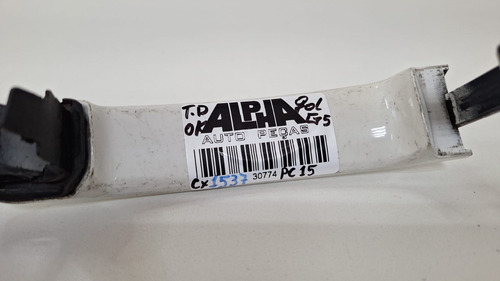 T.D ALPHA Gol
OK G5
AUTO PEÇAS
Cx 1537 30774 PC 15